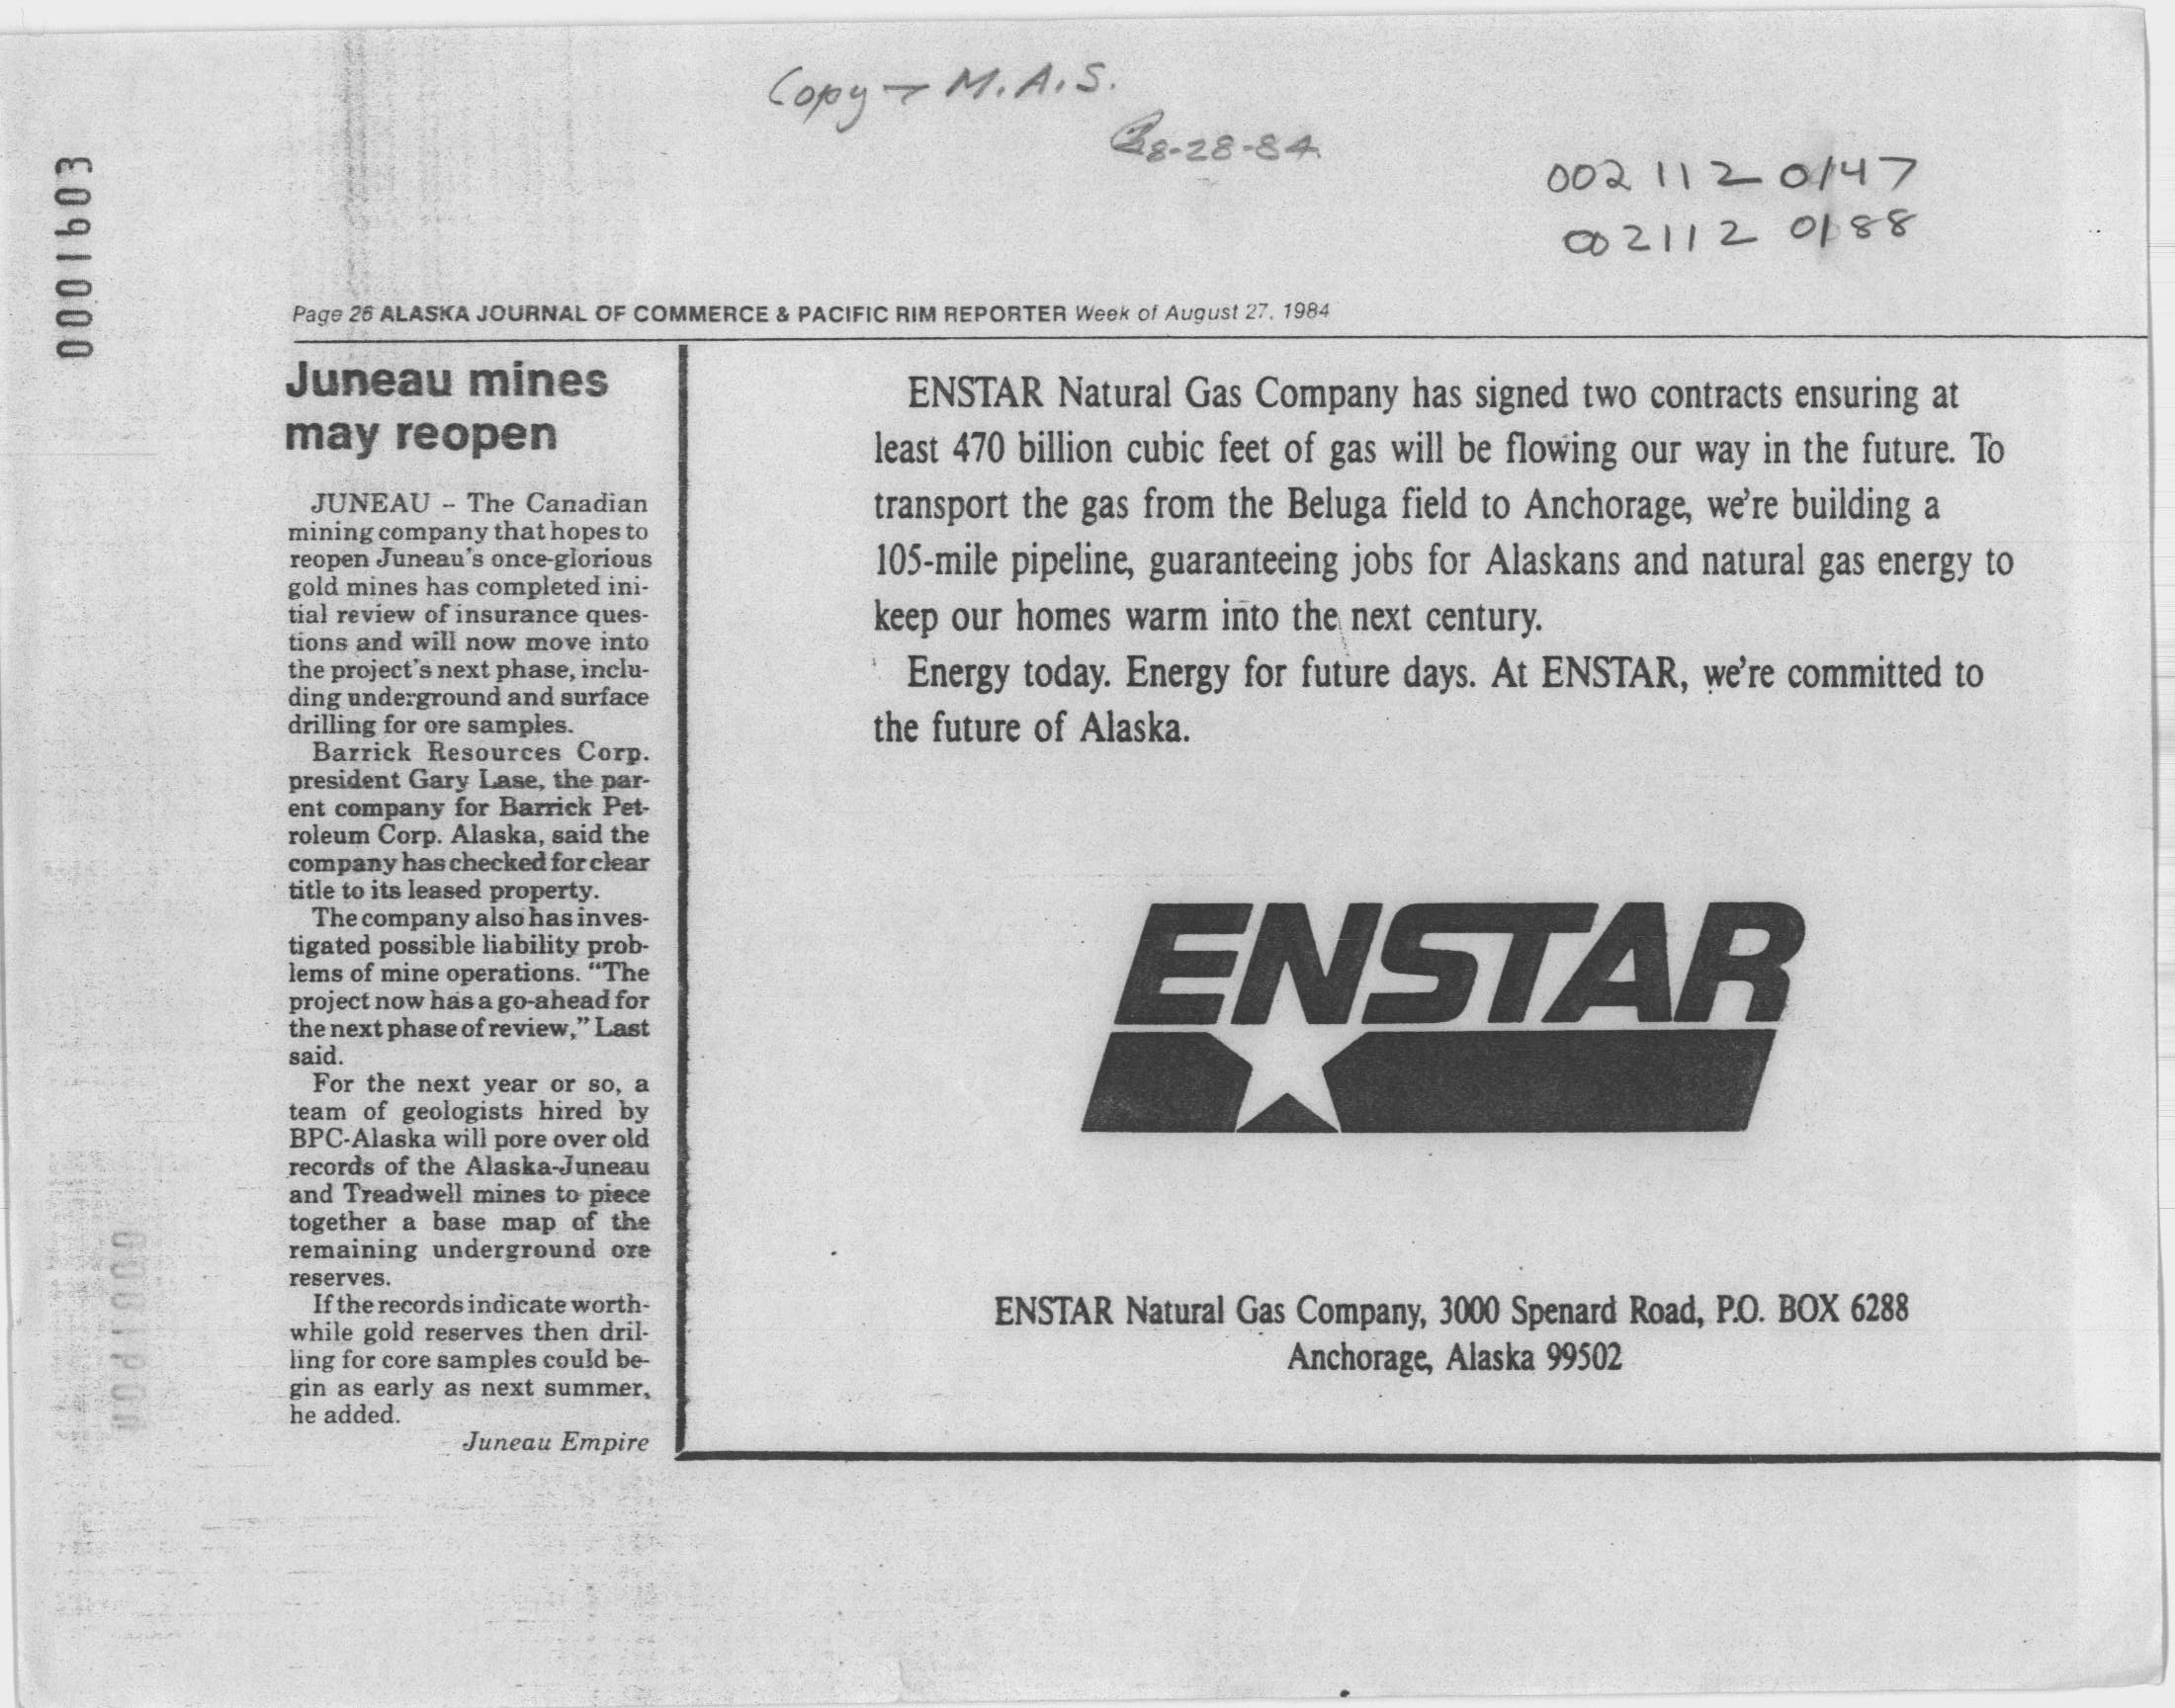 Copy → M.A.S.
8-28-84
002 112 0147
002112 0188
Page 26 ALASKA JOURNAL OF COMMERCE & PACIFIC RIM REPORTER Week of August 27, 1984
Juneau mines
may reopen
JUNEAU – The Canadian
mining company that hopes to
reopen Juneau's once-glorious
gold mines has completed ini-
tial review of insurance ques-
tions and will now move into
the project's next phase, inclu-
ding underground and surface
drilling for ore samples.
Barrick Resources Corp.
president Gary Lase, the par-
ent company for Barrick Pet-
roleum Corp. Alaska, said the
company has checked for clear
title to its leased property.
The company also has inves-
tigated possible liability prob-
lems of mine operations. "The
project now has a go-ahead for
the next phase of review," Last
said.
For the next year or so, a
team of geologists hired by
BPC-Alaska will pore over old
records of the Alaska-Juneau
and Treadwell mines to piece
together a base map of the
remaining underground ore
reserves.
If the records indicate worth-
while gold reserves then dril-
ling for core samples could be-
gin as early as next summer,
he added.
Juneau Empire
ENSTAR Natural Gas Company has signed two contracts ensuring at
least 470 billion cubic feet of gas will be flowing our way in the future. To
transport the gas from the Beluga field to Anchorage, we're building a
105-mile pipeline, guaranteeing jobs for Alaskans and natural gas energy to
keep our homes warm into the next century.
Energy today. Energy for future days. At ENSTAR, we're committed to
the future of Alaska.
ENSTAR
ENSTAR Natural Gas Company, 3000 Spenard Road, P.O. BOX 6288
Anchorage, Alaska 99502